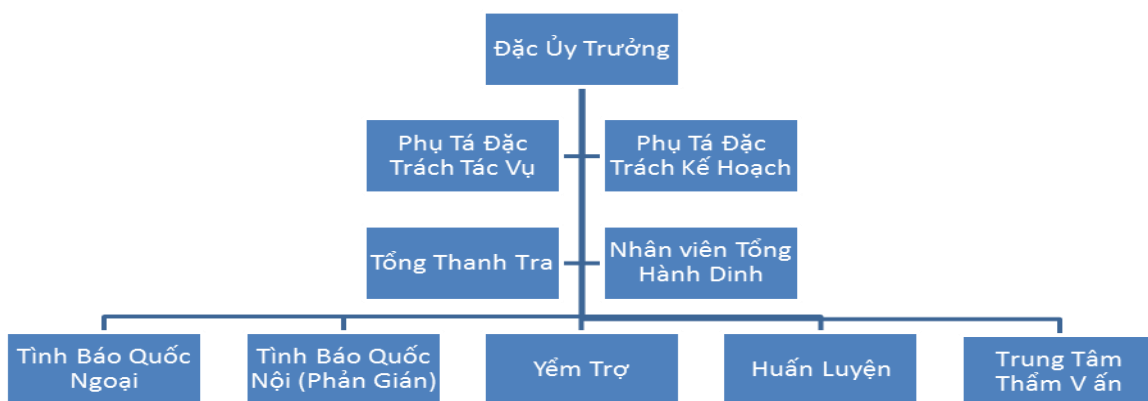 Đặc Ủy Trưởng
Phụ Tá Đặc
Trách Tác Vụ
Phụ Tá Đặc
Trách Kế Hoạch
Tổng Thanh Tra
Nhân viên Tổng
Hành Dinh
Tình Báo Quốc
Ngoại
Tình Báo Quốc
Nội (Phản Gián)
Yểm Trợ
Huấn Luyện
Trung Tâm
Thẩm V ấn